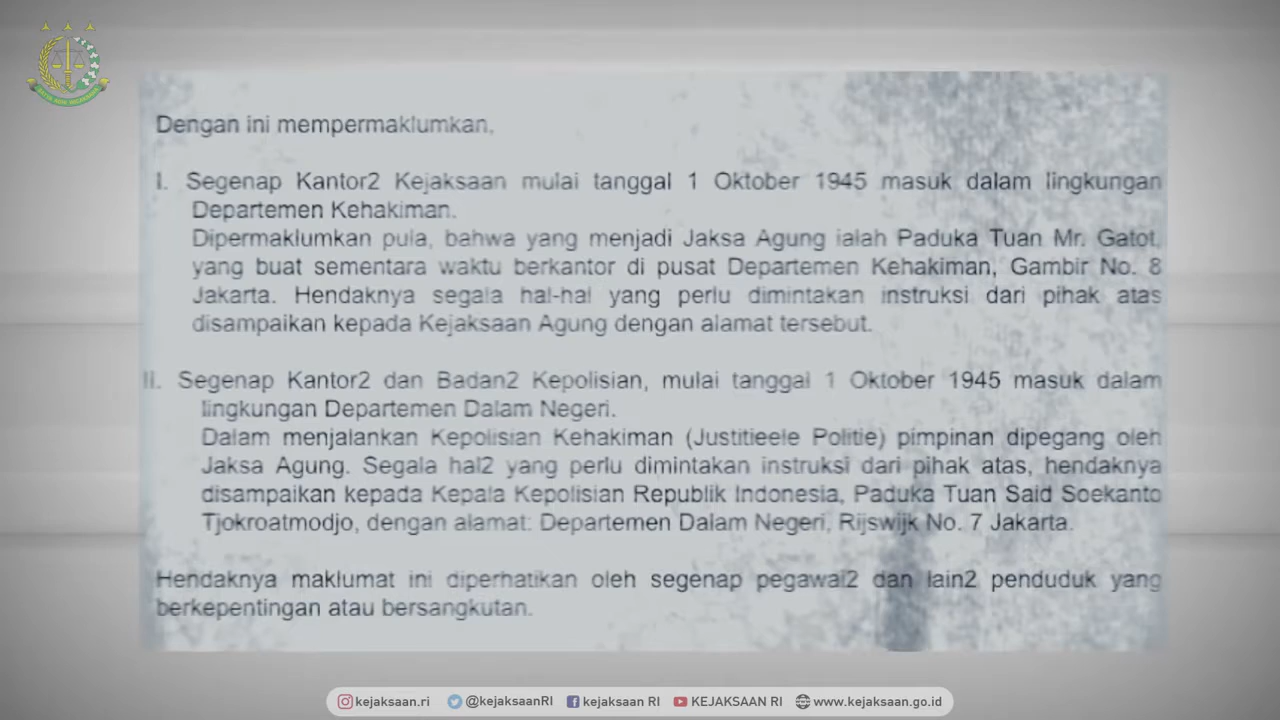 Dengan ini mempermaklumkan,
I. Segenap Kantor2 Kejaksaan mulai tanggal 1 Oktober 1945 masuk dalam lingkungan
Departemen Kehakiman.
Dipermaklumkan pula, bahwa yang menjadi Jaksa Agung ialah Paduka Tuan Mr. Gatot,
yang buat sementara waktu berkantor di pusat Departemen Kehakiman, Gambir No. 8
Jakarta. Hendaknya segala hal-hal yang perlu dimintakan instruksi dari pihak atas
disampaikan kepada Kejaksaan Agung dengan alamat tersebut.
II. Segenap Kantor2 dan Badan2 Kepolisian, mulai tanggal 1 Oktober 1945 masuk dalam
lingkungan Departemen Dalam Negeri.
Dalam menjalankan Kepolisian Kehakiman (Justitieele Politie) pimpinan dipegang oleh
Jaksa Agung. Segala hal2 yang perlu dimintakan instruksi dari pihak atas, hendaknya
disampaikan kepada Kepala Kepolisian Republik Indonesia, Paduka Tuan Said Soekanto
Tjokroatmodjo, dengan alamat: Departemen Dalam Negeri, Rijswijk No. 7 Jakarta.
Hendaknya maklumat ini diperhatikan oleh segenap pegawai2 dan lain2 penduduk yang
berkepentingan atau bersangkutan.
kejaksaan.ri @kejaksaanRI kejaksaan RI KEJAKSAAN RI www.kejaksaan.go.id